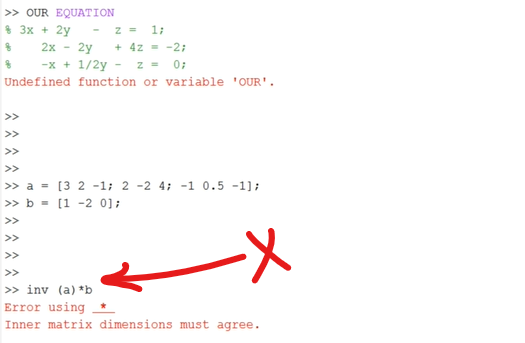 >> OUR EQUATION
% 3x + 2y - z = 1;
% 2x - 2y + 4z = -2;
% -x + 1/2y - z = 0;
Undefined function or variable 'OUR'.
>>
>>
>>
>>
>> a = [3 2 -1; 2 -2 4; -1 0.5 -1];
>> b = [1 -2 0];
>>
>>
>>
>>
>> inv (a)*b
Error using *
Inner matrix dimensions must agree.